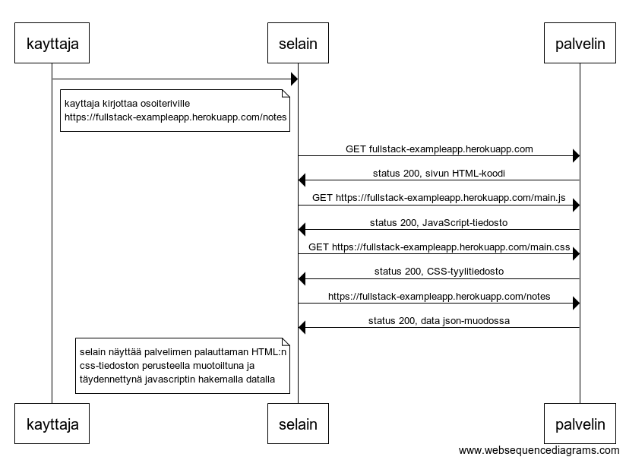 kayttaja
selain
palvelin
kayttaja kirjottaa osoiteriville
https://fullstack-exampleapp.herokuapp.com/notes
GET fullstack-exampleapp.herokuapp.com
status 200, sivun HTML-koodi
GET https://fullstack-exampleapp.herokuapp.com/main.js
status 200, JavaScript-tiedosto
GET https://fullstack-exampleapp.herokuapp.com/main.css
status 200, CSS-tyylitiedosto
https://fullstack-exampleapp.herokuapp.com/notes
status 200, data json-muodossa
selain näyttää palvelimen palauttaman HTML:n
css-tiedoston perusteella muotoiltuna ja
täydennettynä javascriptin hakemalla datalla
kayttaja
selain
palvelin
www.websequencediagrams.com